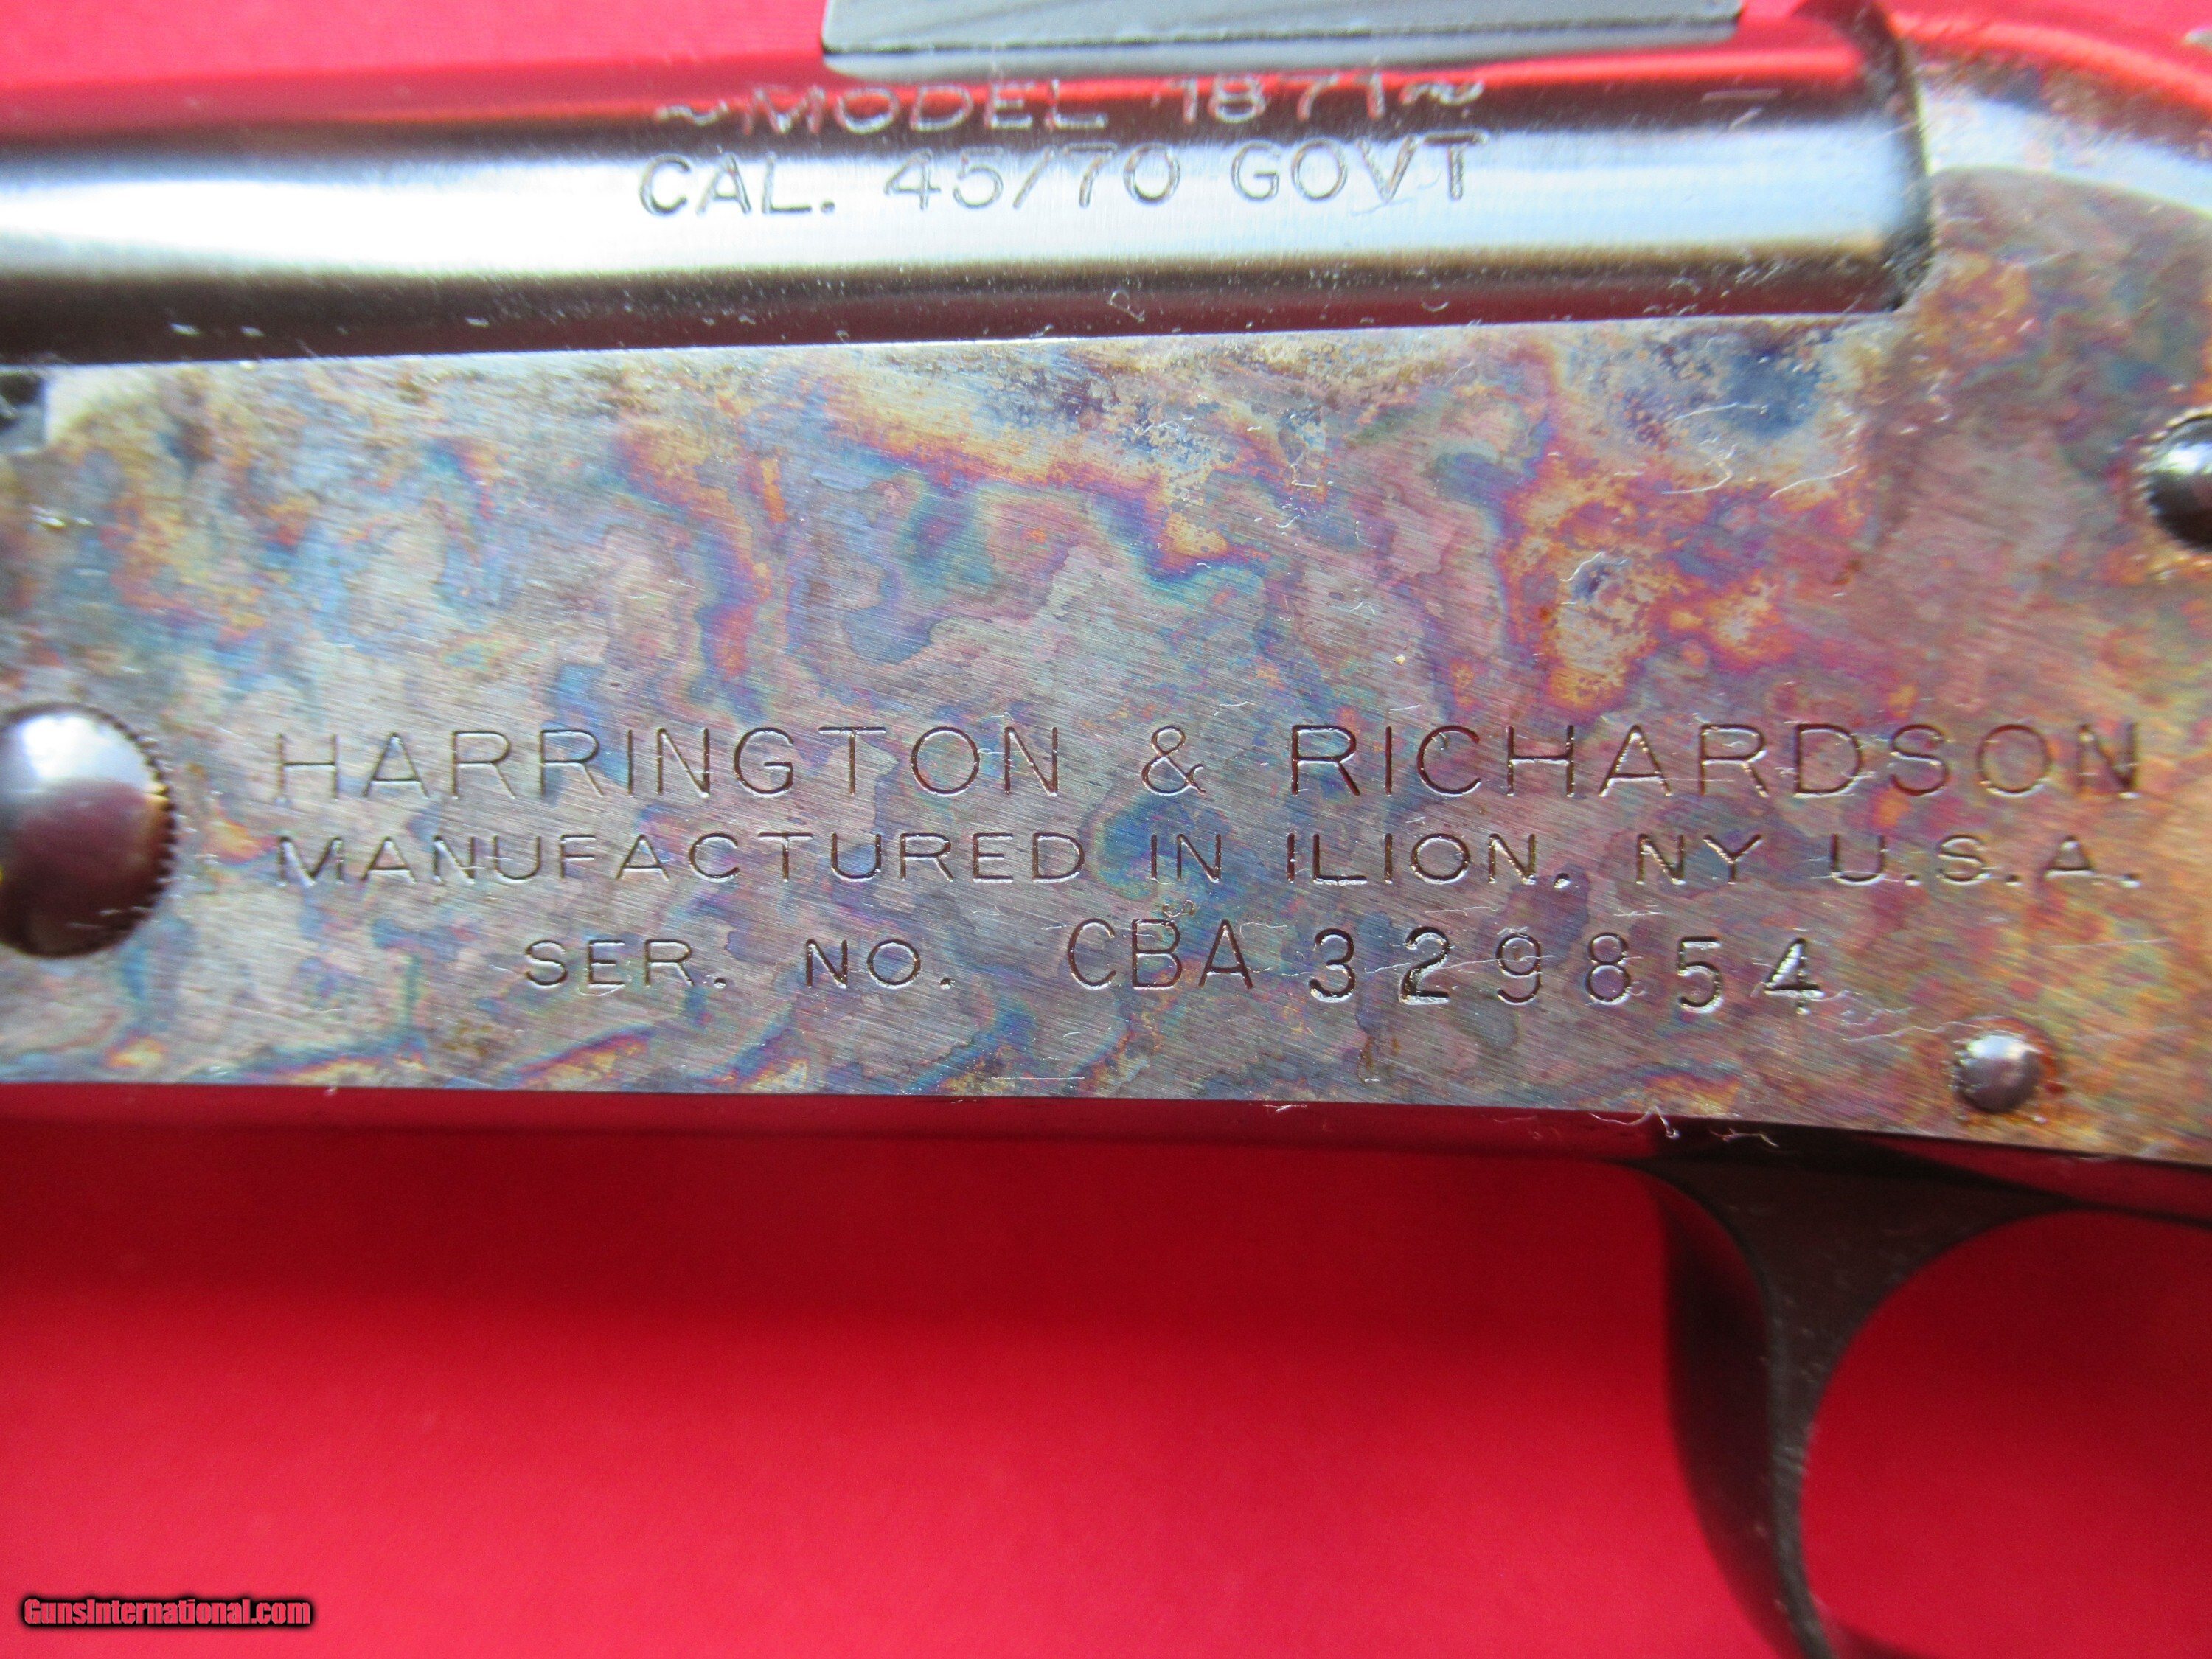 ~MODEL 1871~
CAL. 45/70 GOVT
HARRINGTON & RICHARDSON
MANUFACTURED IN ILION, NY U.S.A.
SER. NO. CBA 329854
GunsInternational.com